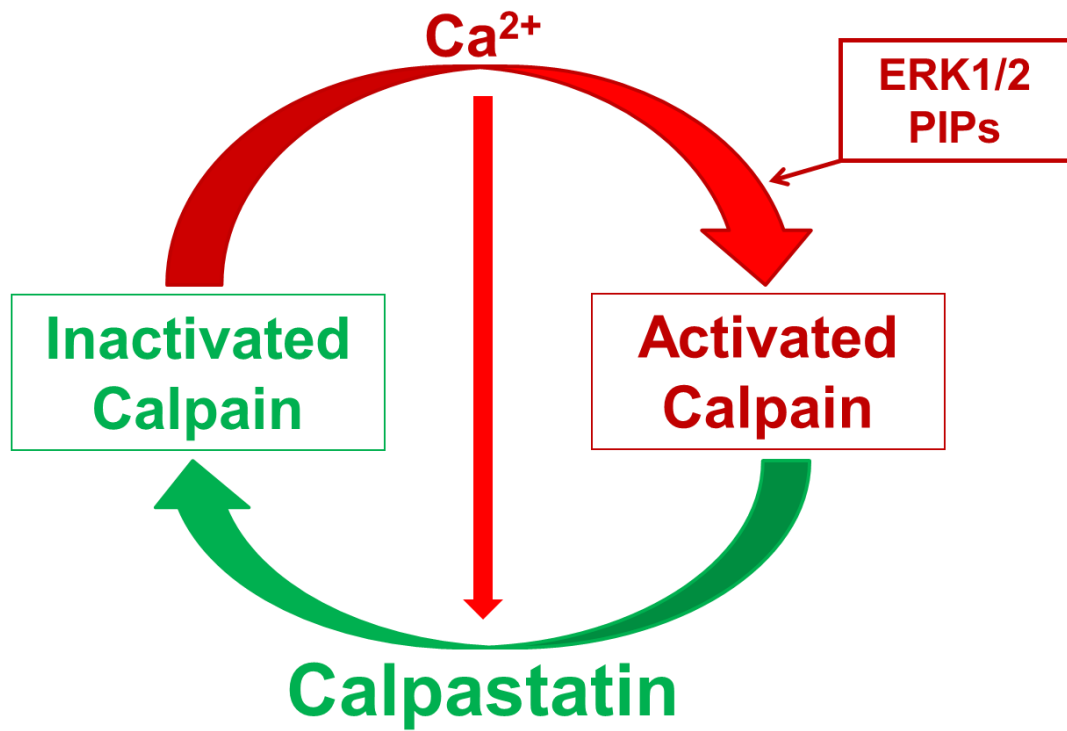 Ca²⁺
ERK1/2
PIPs
Inactivated
Calpain
Activated
Calpain
Calpastatin